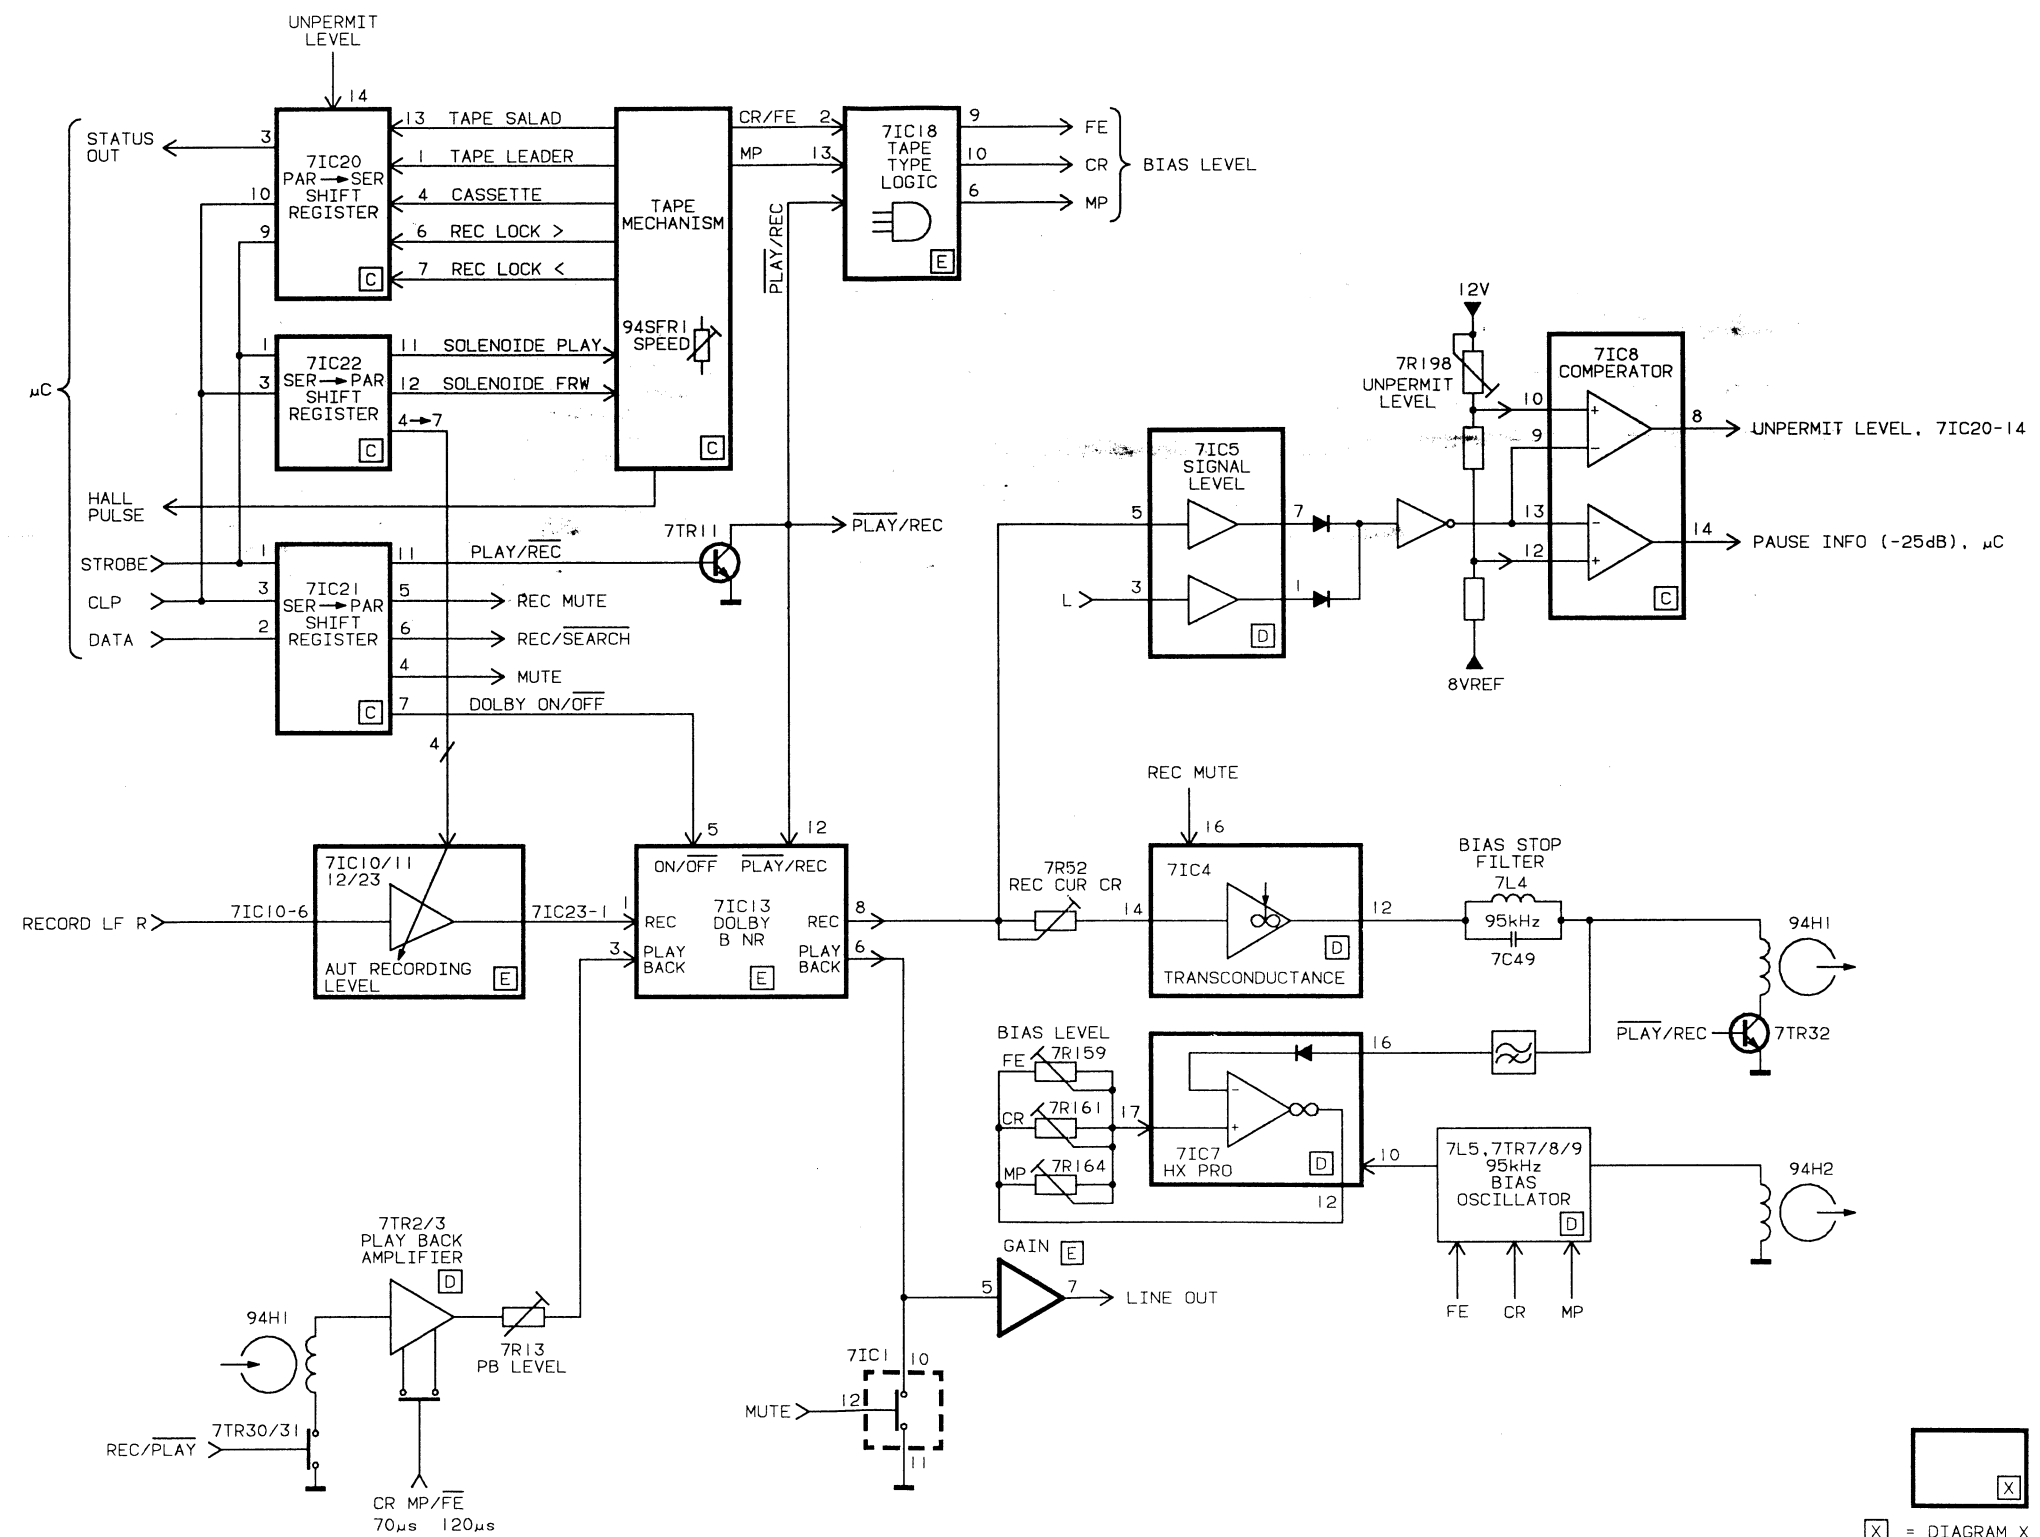 UNPERMIT
LEVEL
14
µC
STATUS
OUT
3
10
9
7IC20
PAR → SER
SHIFT
REGISTER
C
13 TAPE SALAD
1 TAPE LEADER
4 CASSETTE
6 REC LOCK >
7 REC LOCK <
TAPE
MECHANISM
94SFR1
SPEED
C
CR/FE 2
MP 13
PLAY/REC
7IC18
TAPE
TYPE
LOGIC
E
9 FE
10 CR
6 MP
BIAS LEVEL
1
3
7IC22
SER → PAR
SHIFT
REGISTER
C
11 SOLENOIDE PLAY
12 SOLENOIDE FRW
4→7
HALL
PULSE
STROBE
CLP
DATA
1
3
2
7IC21
SER → PAR
SHIFT
REGISTER
C
11 PLAY/REC
5 REC MUTE
6 REC/SEARCH
4 MUTE
7 DOLBY ON/OFF
7TR11
PLAY/REC
4
12V
7R198
UNPERMIT
LEVEL
8VREF
7IC5
SIGNAL
LEVEL
D
5
L 3
7
1
7IC8
COMPERATOR
C
10 +
9 −
13 −
12 +
8 UNPERMIT LEVEL, 7IC20-14
14 PAUSE INFO (-25dB), µC
RECORD LF R
7IC10-6
7IC10/11
12/23
AUT RECORDING
LEVEL
E
7IC23-1
1
3
5
12
ON/OFF PLAY/REC
7IC13
DOLBY
B NR
REC
PLAY
BACK
REC
PLAY
BACK
E
8
6
7R52
REC CUR CR
REC MUTE
16
14
7IC4
D
TRANSCONDUCTANCE
12
BIAS STOP
FILTER
7L4
95kHz
7C49
94H1
PLAY/REC
7TR32
BIAS LEVEL
FE 7R159
CR 7R161
MP 7R164
17
−
+
7IC7
HX PRO
D
16
10
12
7L5,7TR7/8/9
95kHz
BIAS
OSCILLATOR
D
FE CR MP
94H2
GAIN E
5
7 LINE OUT
7IC1
10
MUTE 12
11
7TR2/3
PLAY BACK
AMPLIFIER
D
7R13
PB LEVEL
94H1
REC/PLAY
7TR30/31
CR MP/FE
70µs 120µs
X
X = DIAGRAM X